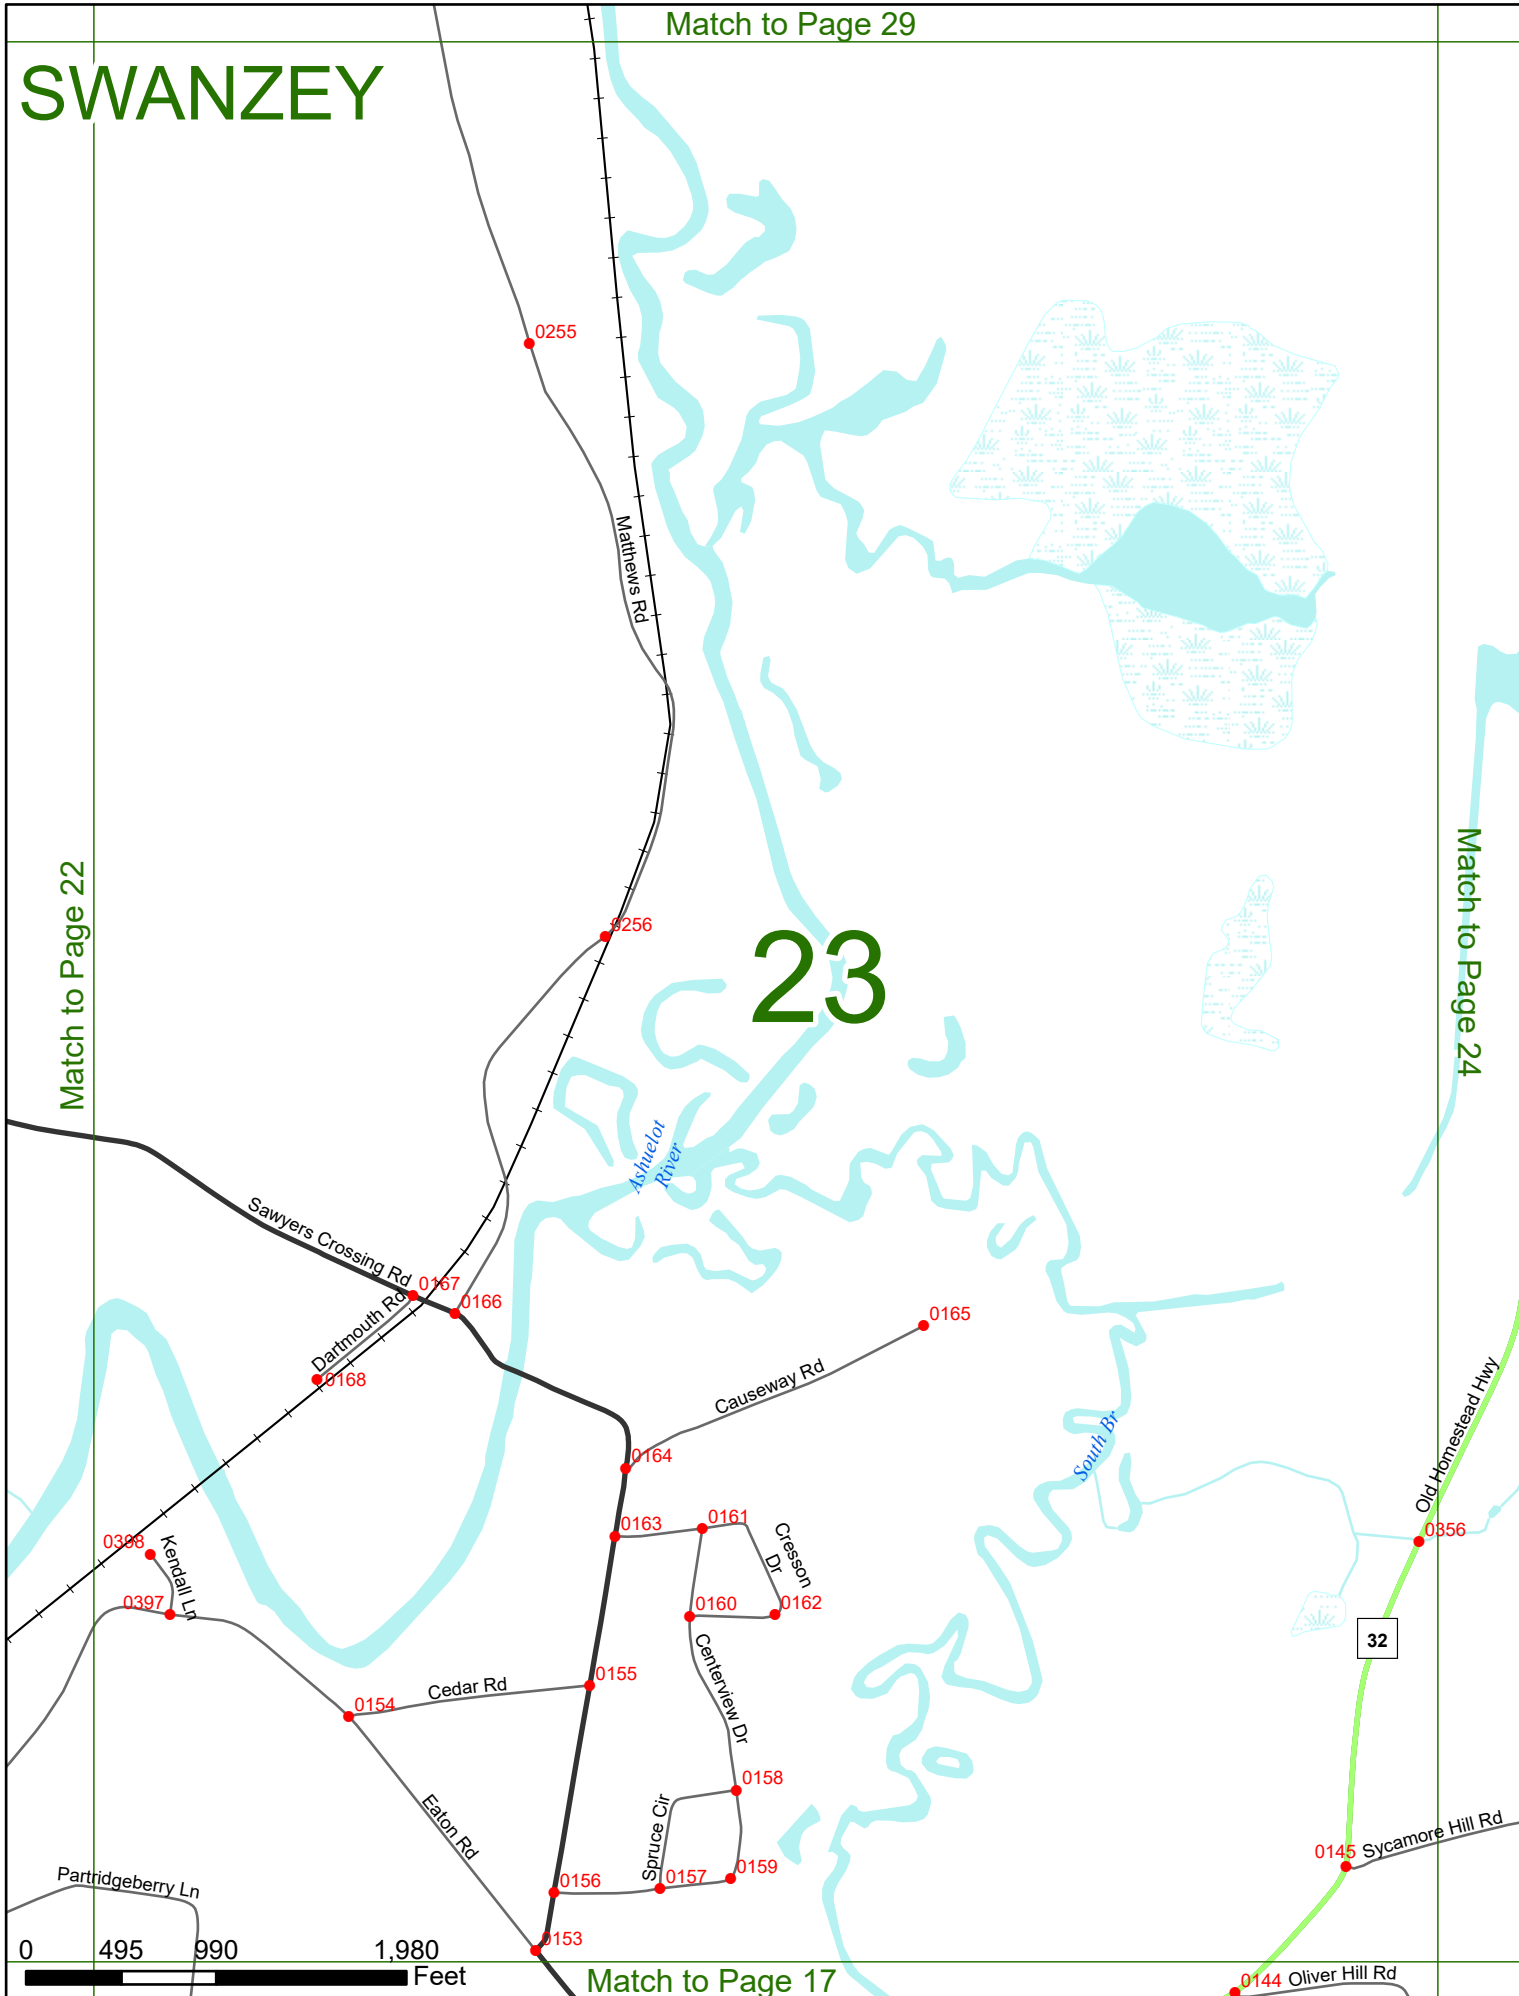 Match to Page 29
SWANZEY
0255
Matthews Rd
Match to Page 22
Match to Page 24
0256
23
Ashuelot
River
Sawyers Crossing Rd
0167
0166
Dartmouth Rd
0168
0165
Causeway Rd
0164
South Br
Old Homestead Hwy
0163
0161
Cresson
Dr
0356
0398
Kendall Ln
0397
0160
0162
32
Centerview Dr
0155
Cedar Rd
0154
0158
Eaton Rd
Spruce Cir
0145
Sycamore Hill Rd
0159
0157
0156
Partridgeberry Ln
0153
0 495 990 1,980
Feet
Match to Page 17
0144
Oliver Hill Rd